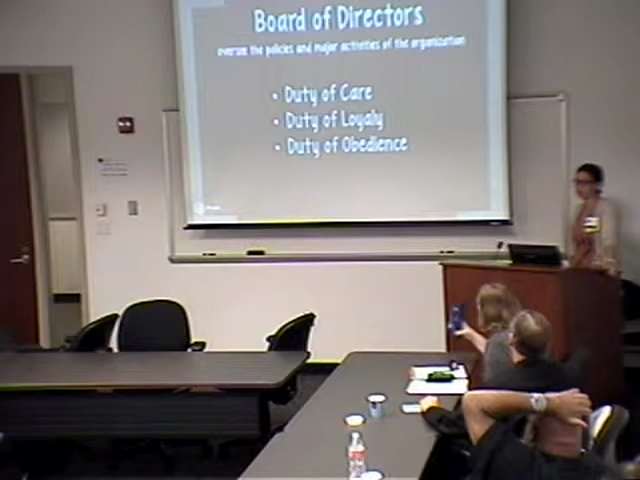 Board of Directors
oversee the policies and major activities of the organization
• Duty of Care
• Duty of Loyalty
• Duty of Obedience